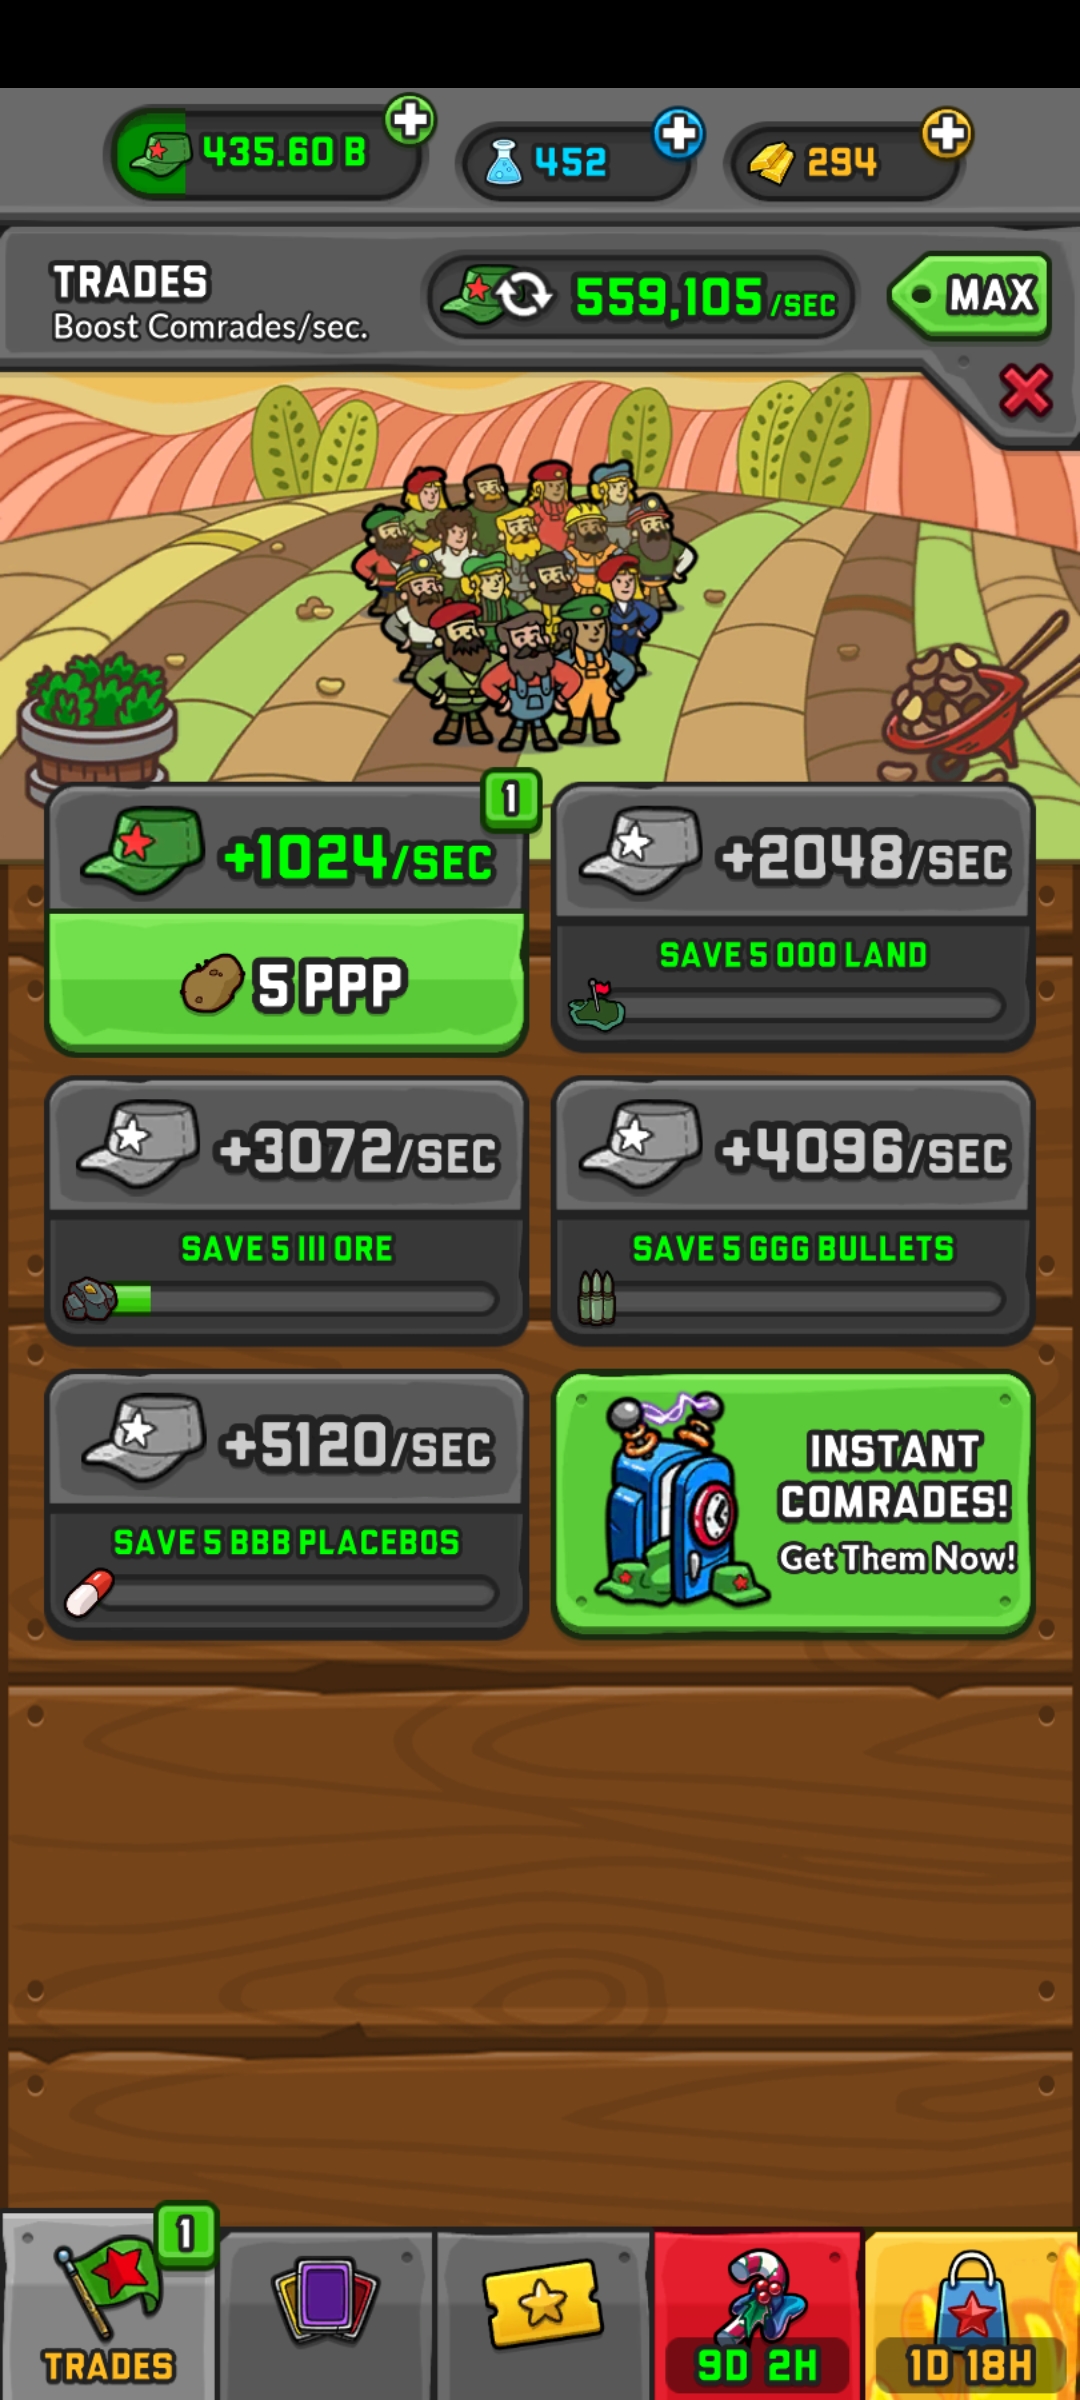 435.60 B
452
294
TRADES
Boost Comrades/sec.
559,105/SEC
MAX
1
+1024/SEC
5 PPP
+2048/SEC
SAVE 5 000 LAND
+3072/SEC
SAVE 5 III ORE
+4096/SEC
SAVE 5 GGG BULLETS
+5120/SEC
SAVE 5 BBB PLACEBOS
INSTANT
COMRADES!
Get Them Now!
1
TRADES
9D 2H
1D 18H